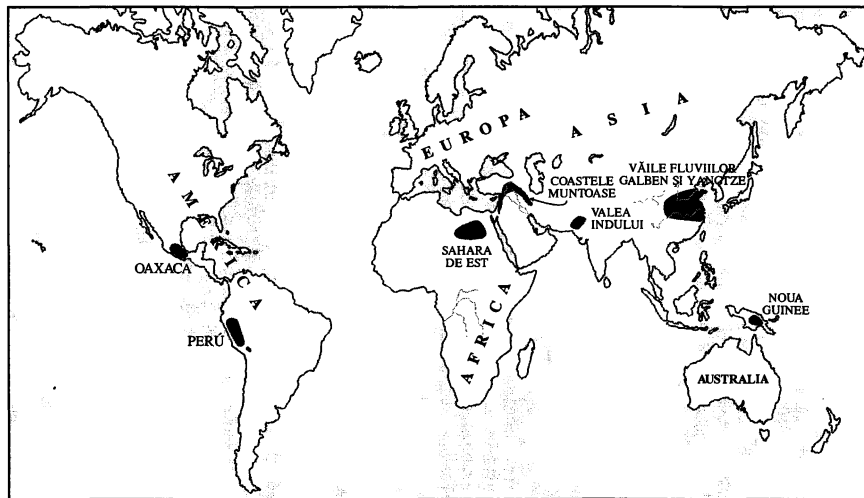 EUROPA
ASIA
VĂILE FLUVIILOR
GALBEN ȘI YANGTZE
COASTELE
MUNTOASE
VALEA
INDULUI
AMERICA
OAXACA
SAHARA
DE EST
AFRICA
NOUA
GUINEE
PERÚ
AUSTRALIA